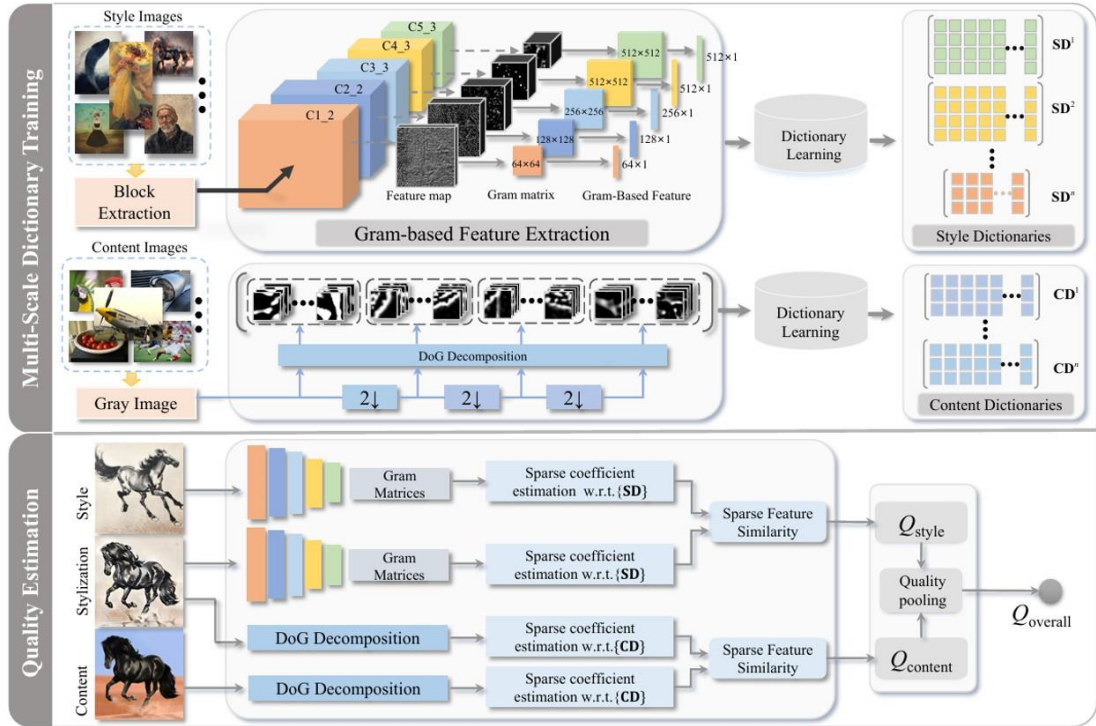 Multi-Scale Dictionary Training
Style Images
Block
Extraction
C5_3
C4_3
C3_3
C2_2
C1_2
512×512
512×512
256×256
128×128
64×64
512×1
512×1
256×1
128×1
64×1
Feature map
Gram matrix
Gram-Based Feature
Gram-based Feature Extraction
Dictionary
Learning
SD¹
SD²
SDⁿ
Style Dictionaries
Content Images
Gray Image
DoG Decomposition
2↓
2↓
2↓
Dictionary
Learning
CD¹
CDⁿ
Content Dictionaries
Quality Estimation
Style
Stylization
Content
Gram
Matrices
Sparse coefficient
estimation w.r.t.{SD}
Gram
Matrices
Sparse coefficient
estimation w.r.t.{SD}
Sparse Feature
Similarity
DoG Decomposition
Sparse coefficient
estimation w.r.t.{CD}
DoG Decomposition
Sparse coefficient
estimation w.r.t.{CD}
Sparse Feature
Similarity
Qstyle
Quality
pooling
Qcontent
Qoverall